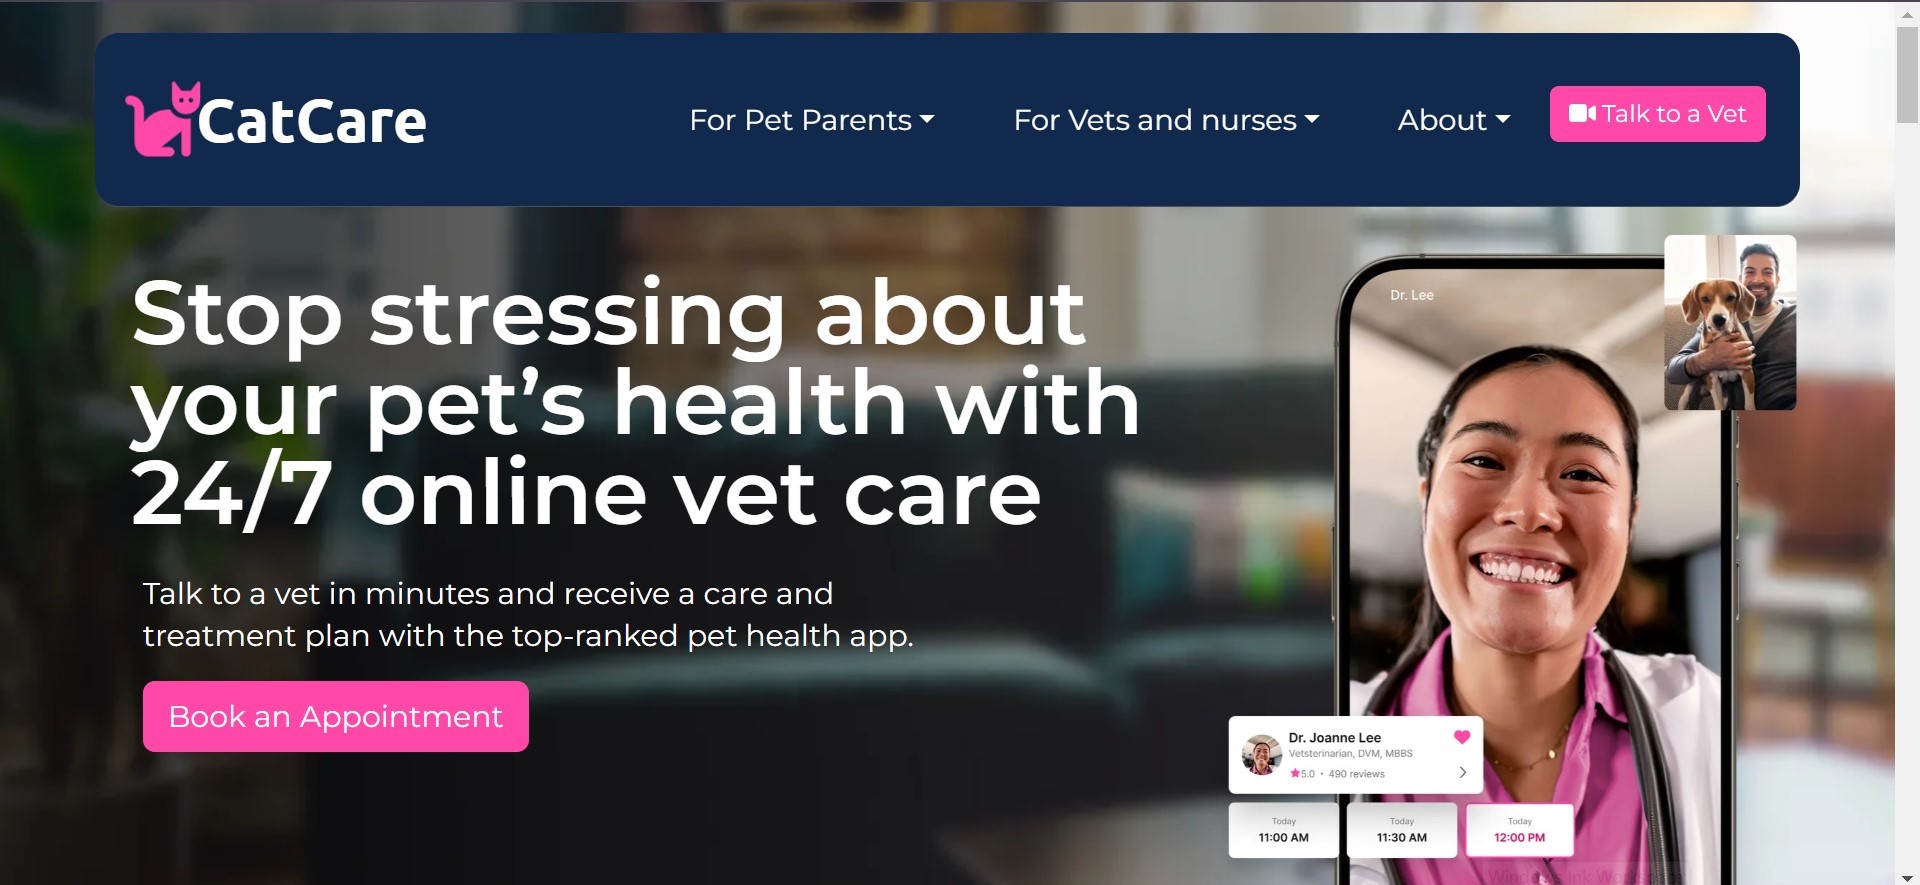 CatCare
For Pet Parents
For Vets and nurses
About
Talk to a Vet
Stop stressing about
your pet’s health with
24/7 online vet care
Talk to a vet in minutes and receive a care and
treatment plan with the top-ranked pet health app.
Book an Appointment
Dr. Lee
Dr. Joanne Lee
Vetsterinarian, DVM, MBBS
5.0 • 490 reviews
Today
11:00 AM
Today
11:30 AM
Today
12:00 PM